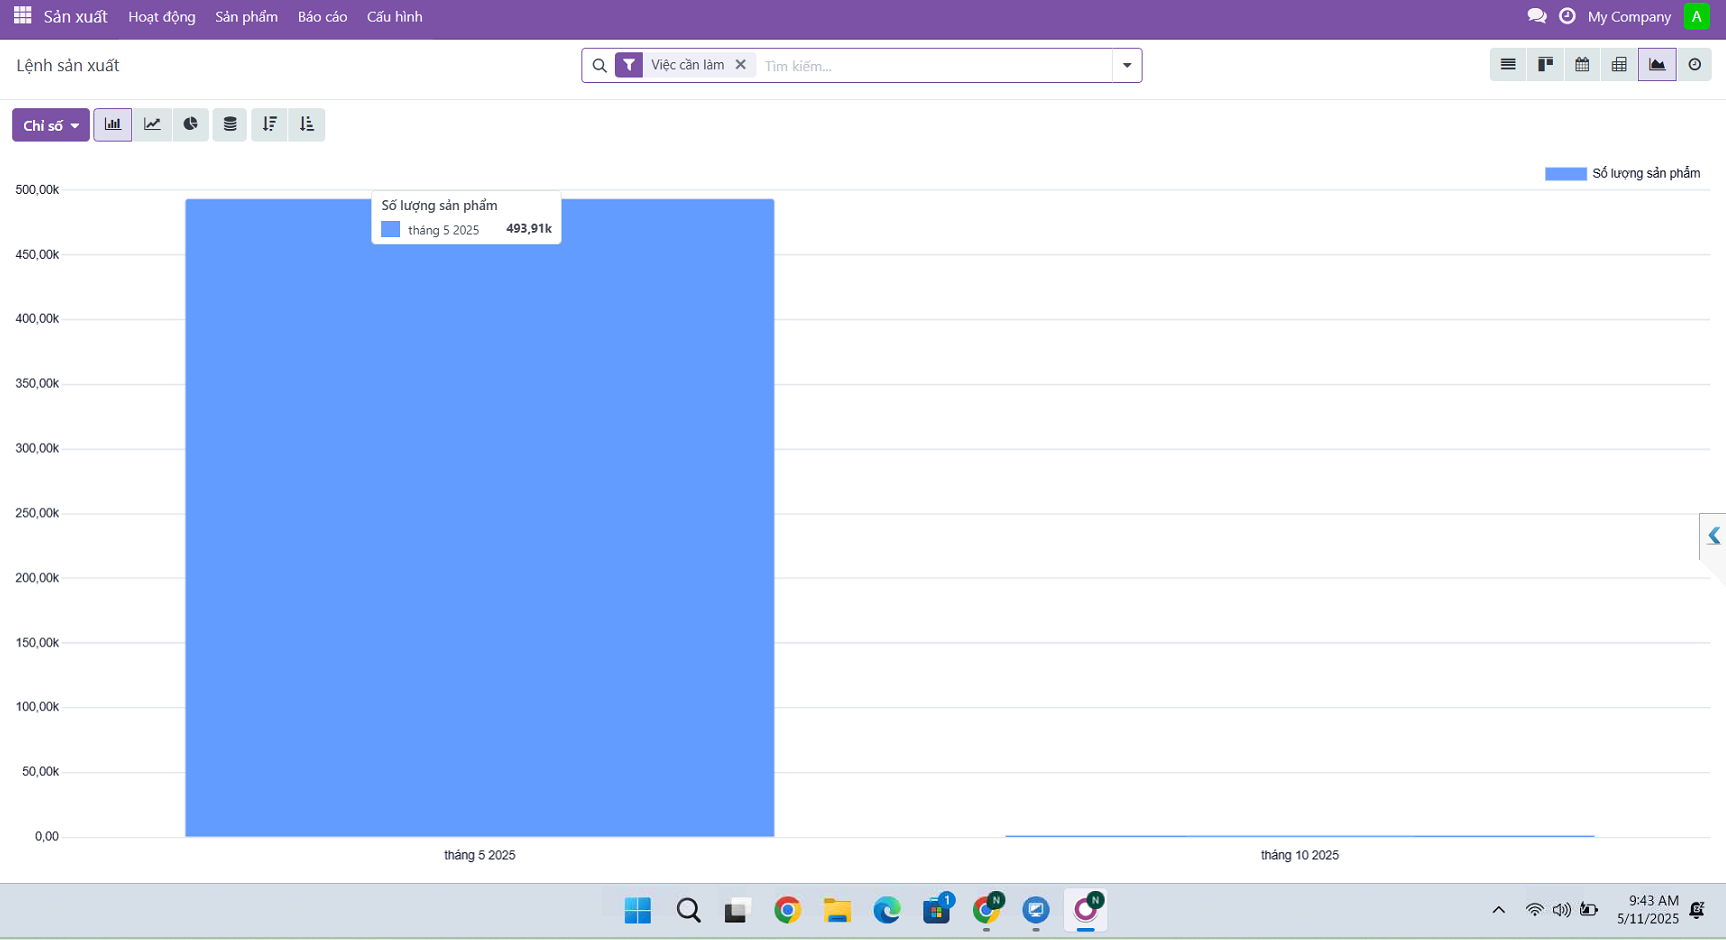 Sản xuất Hoạt động Sản phẩm Báo cáo Cấu hình My Company A
Lệnh sản xuất Việc cần làm Tìm kiếm...
Chỉ số
Số lượng sản phẩm
500,00k
Số lượng sản phẩm
tháng 5 2025 493,91k
450,00k
400,00k
350,00k
300,00k
250,00k
200,00k
150,00k
100,00k
50,00k
0,00
tháng 5 2025 tháng 10 2025
1 N N
9:43 AM
5/11/2025